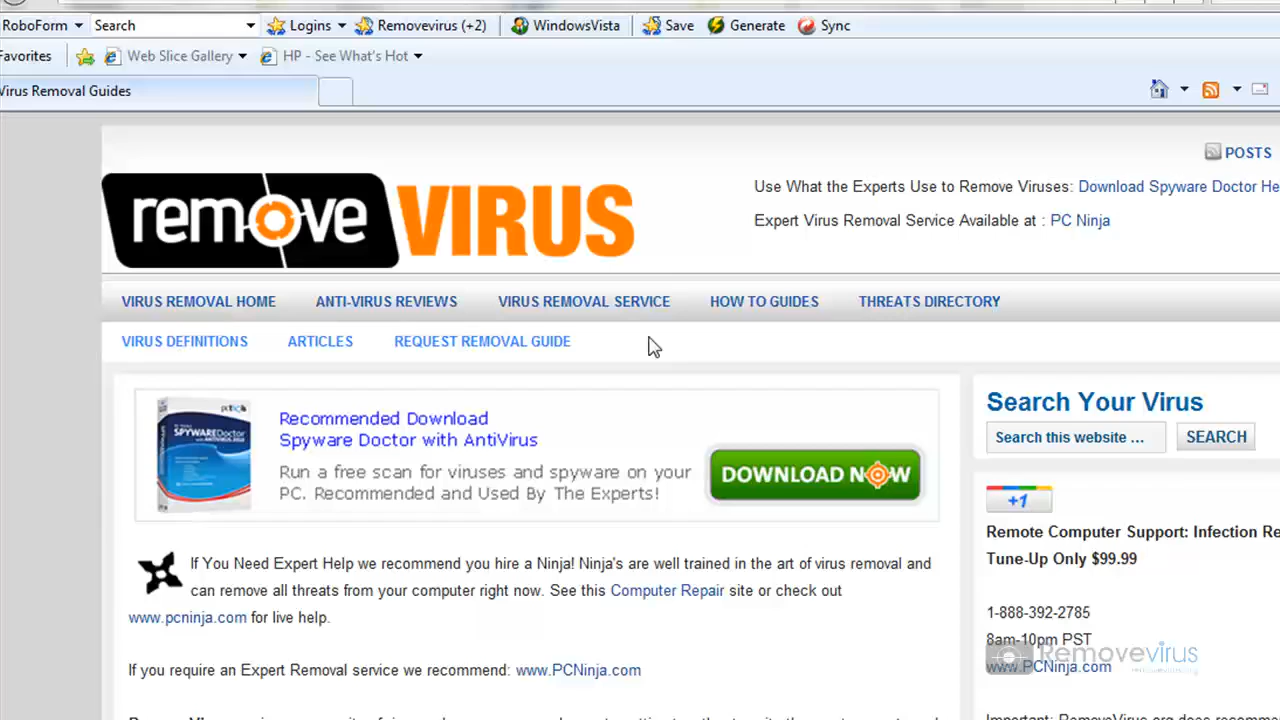 RoboForm Search Logins Removevirus (+2) WindowsVista Save Generate Sync
Favorites Web Slice Gallery HP - See What's Hot
Virus Removal Guides
POSTS
remove VIRUS
Use What the Experts Use to Remove Viruses: Download Spyware Doctor He
Expert Virus Removal Service Available at : PC Ninja
VIRUS REMOVAL HOME ANTI-VIRUS REVIEWS VIRUS REMOVAL SERVICE HOW TO GUIDES THREATS DIRECTORY
VIRUS DEFINITIONS ARTICLES REQUEST REMOVAL GUIDE
pctools
SPYWARE DOCTOR
Recommended Download
Spyware Doctor with AntiVirus
Run a free scan for viruses and spyware on your
PC. Recommended and Used By The Experts!
DOWNLOAD NOW
If You Need Expert Help we recommend you hire a Ninja! Ninja's are well trained in the art of virus removal and
can remove all threats from your computer right now. See this Computer Repair site or check out
www.pcninja.com for live help.
If you require an Expert Removal service we recommend: www.PCNinja.com
Search Your Virus
Search this website ... SEARCH
+1
Remote Computer Support: Infection Re
Tune-Up Only $99.99
1-888-392-2785
8am-10pm PST
www.PCNinja.com
Removevirus